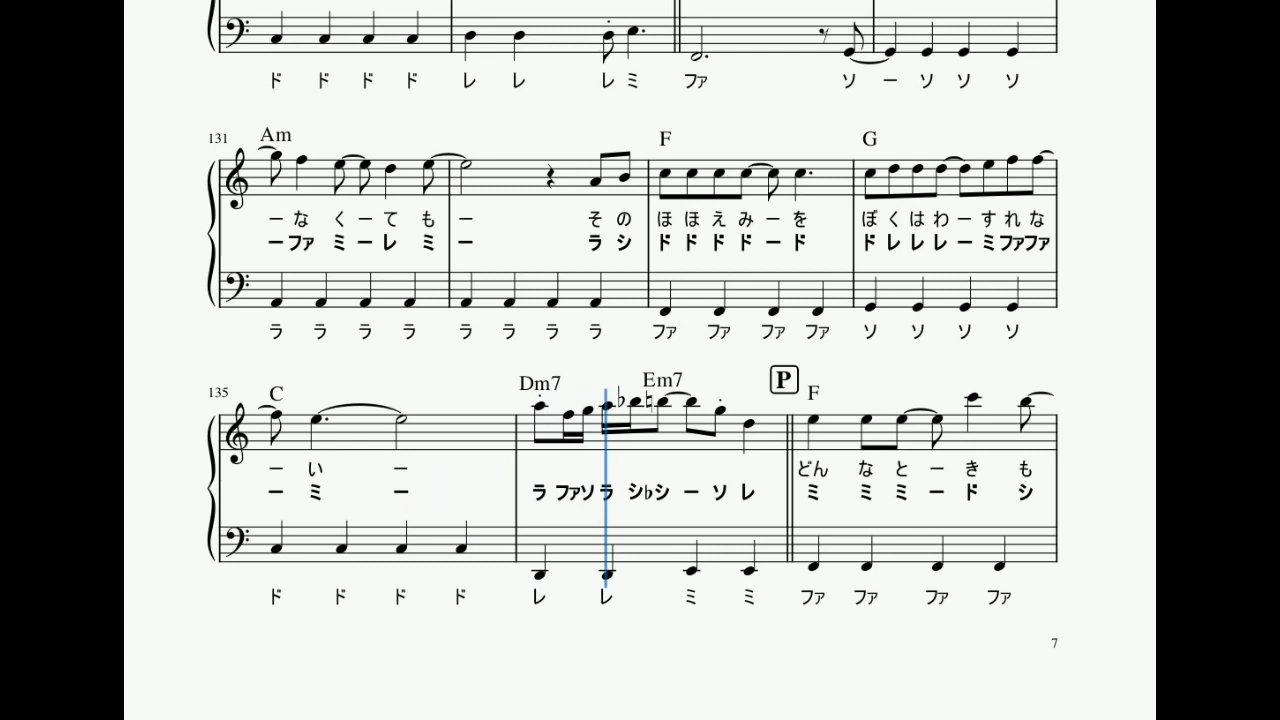 ド ド ド ド レ レ レ ミ ファ ソ ー ソ ソ ソ
131 Am F G
ー な く ー て も ー そ の ほ ほ え み ー を ぼ く は わ ー す れ な
ー ファ ミ ー レ ミ ー ラ シ ド ド ド ド ー ド ド レ レ レ ー ミ ファ ファ
ラ ラ ラ ラ ラ ラ ラ ラ ファ ファ ファ ファ ソ ソ ソ ソ
135 C Dm7 Em7 P F
ー い ー どん な と ー き も
ー ミ ー ラ ファ ソ ラ シ♭ シ ー ソ レ ミ ミ ミ ー ド シ
ド ド ド ド レ レ ミ ミ ファ ファ ファ ファ
7